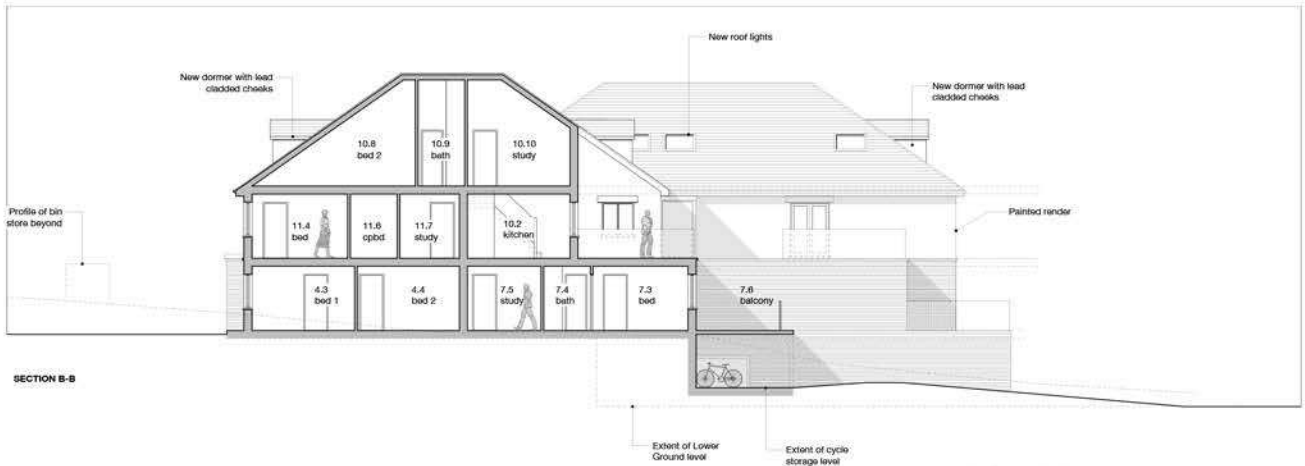 New roof lights
New dormer with lead
cladded cheeks
New dormer with lead
cladded cheeks
10.8
bed 2
10.9
bath
10.10
study
Profile of bin
store beyond
11.4
bed
11.6
cpbd
11.7
study
10.2
kitchen
Painted render
4.3
bed 1
4.4
bed 2
7.5
study
7.4
bath
7.3
bed
7.6
balcony
SECTION B-B
Extent of Lower
Ground level
Extent of cycle
storage level